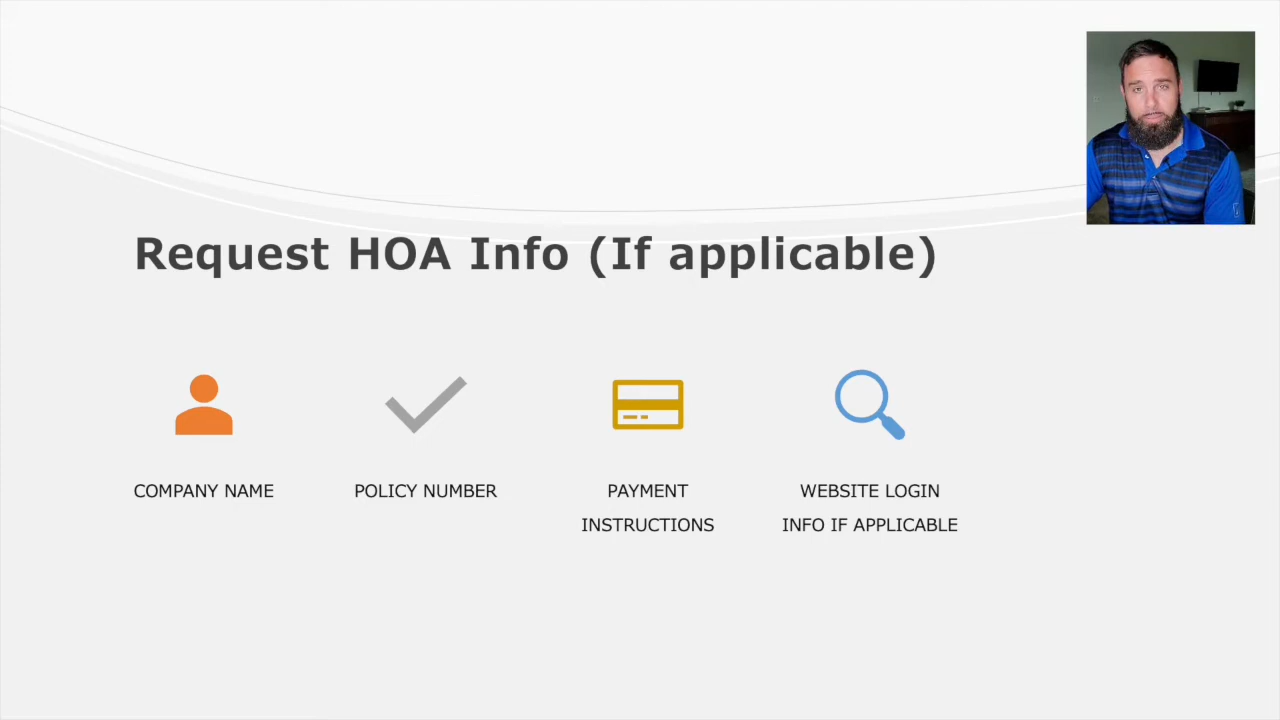 Request HOA Info (If applicable)
COMPANY NAME
POLICY NUMBER
PAYMENT
INSTRUCTIONS
WEBSITE LOGIN
INFO IF APPLICABLE